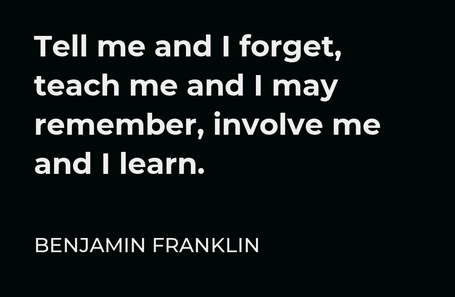 Tell me and I forget,
teach me and I may
remember, involve me
and I learn.
BENJAMIN FRANKLIN